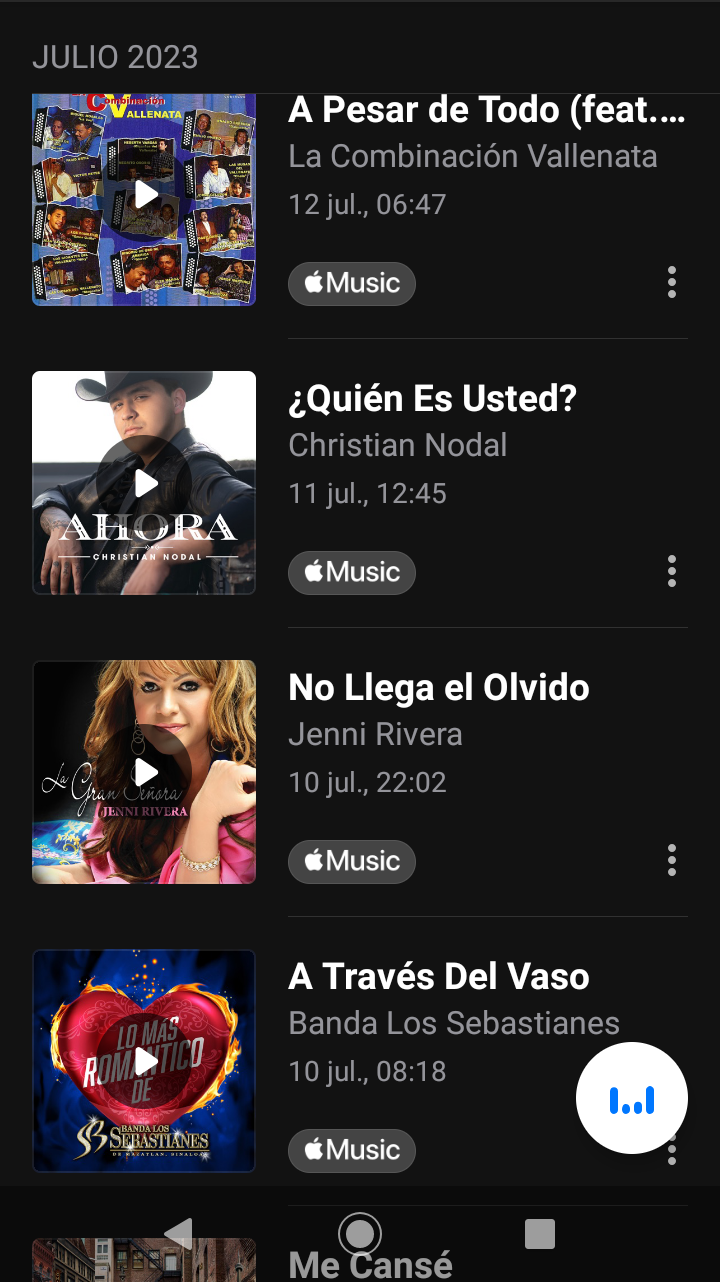 JULIO 2023
Combinación
VALLENATA
A Pesar de Todo (feat....
La Combinación Vallenata
12 jul., 06:47
Music
¿Quién Es Usted?
Christian Nodal
11 jul., 12:45
AHORA
CHRISTIAN NODAL
Music
No Llega el Olvido
Jenni Rivera
10 jul., 22:02
La Gran Señora
JENNI RIVERA
Music
A Través Del Vaso
Banda Los Sebastianes
10 jul., 08:18
LO MÁS
ROMÁNTICO
DE
BANDA LOS
SEBASTIANES
DE MAZATLAN, SINALOA
Music
Me Cansé